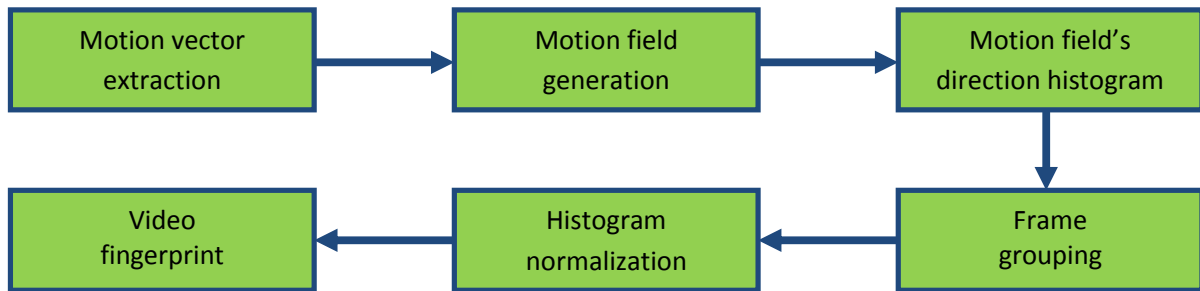 Motion vector
extraction
Motion field
generation
Motion field’s
direction histogram
Frame
grouping
Histogram
normalization
Video
fingerprint